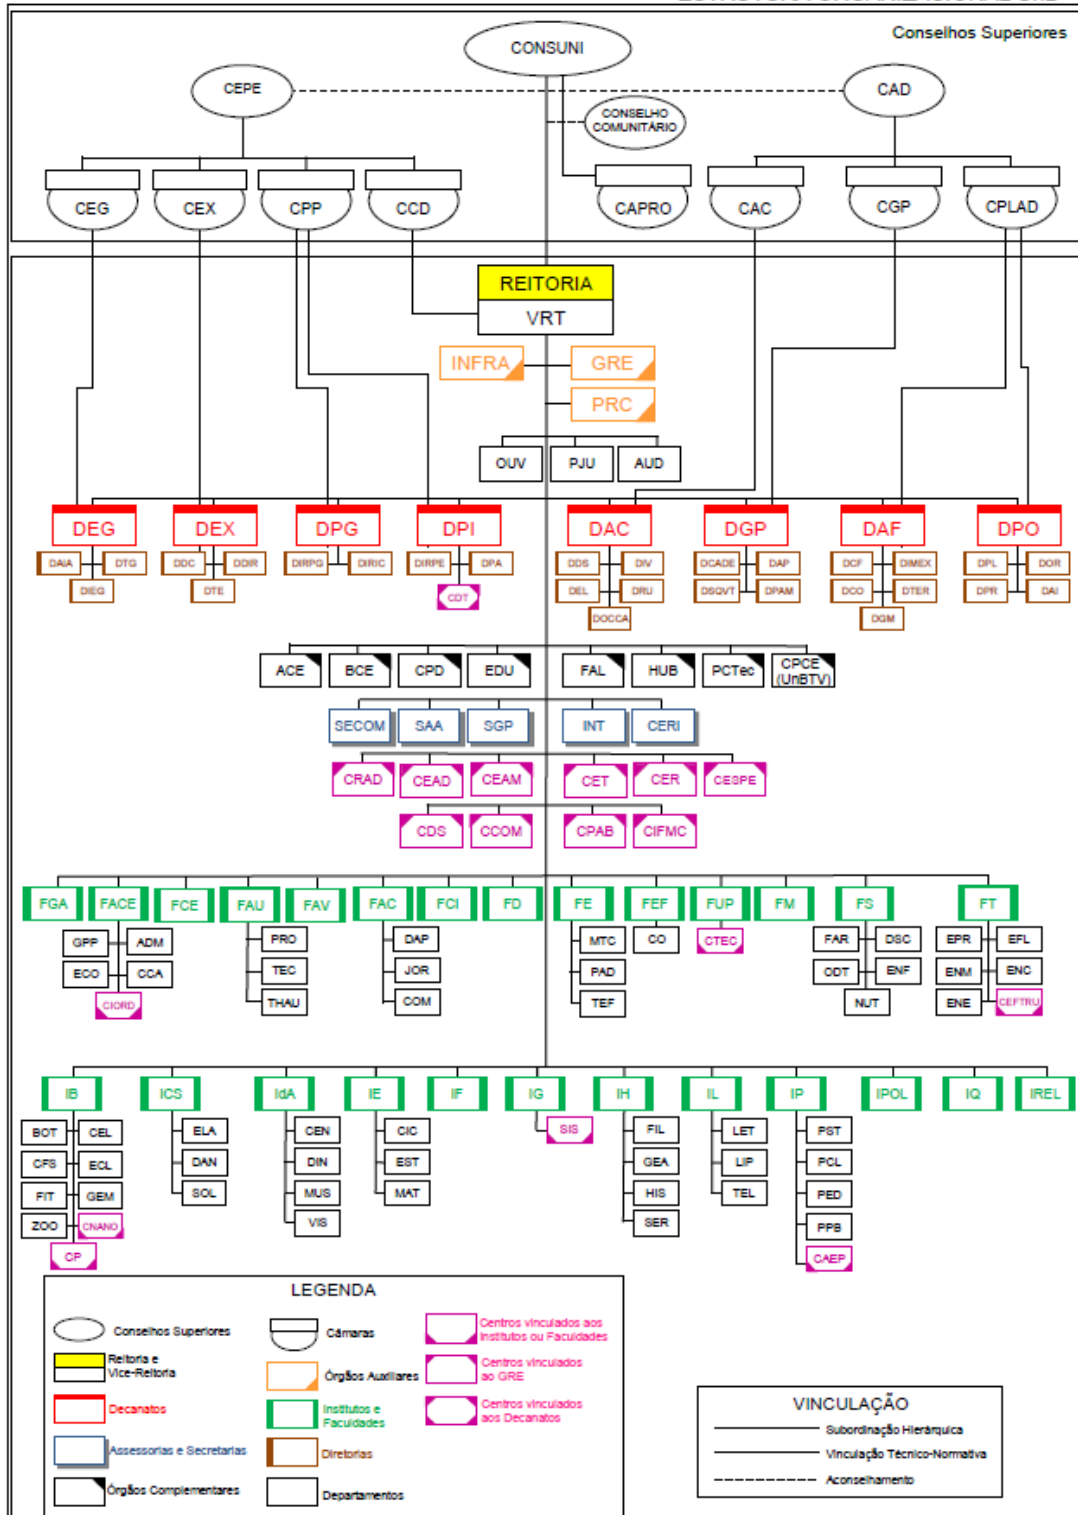 Conselhos Superiores
CONSUNI
CEPE
CAD
CONSELHO
COMUNITÁRIO
CEG
CEX
CPP
CCD
CAPRO
CAC
CGP
CPLAD
REITORIA
VRT
INFRA
GRE
PRC
OUV
PJU
AUD
DEG
DEX
DPG
DPI
DAC
DGP
DAF
DPO
DAIA
DTG
DDC
DDIR
DIRPG
DIRIC
DIRPE
DPA
DDS
DIV
DCADE
DAP
DCF
DIMEX
DPL
DOR
DIEG
DTE
CDT
DEL
DRU
DSQVT
DPAM
DCO
DTER
DPR
DAI
DOCCA
DGM
ACE
BCE
CPD
EDU
FAL
HUB
PCTec
CPCE
(UnBTV)
SECOM
SAA
SGP
INT
CERI
CRAD
CEAD
CEAM
CET
CER
CESPE
CDS
CCOM
CPAB
CIFMC
FGA
FACE
FCE
FAU
FAV
FAC
FCI
FD
FE
FEF
FUP
FM
FS
FT
GPP
ADM
PRO
DAP
MTC
CO
CTEC
FAR
DSC
EPR
EFL
ECO
CCA
TEC
JOR
PAD
ODT
ENF
ENM
ENC
CIORD
THAU
COM
TEF
NUT
ENE
CEFTRU
IB
ICS
IdA
IE
IF
IG
IH
IL
IP
IPOL
IQ
IREL
BOT
CEL
ELA
CEN
CIC
SIS
FIL
LET
PST
CFS
ECL
DAN
DIN
EST
GEA
LIP
PCL
FIT
GEM
SOL
MUS
MAT
HIS
TEL
PED
ZOO
CNANO
VIS
SER
PPB
CP
CAEP
LEGENDA
Conselhos Superiores
Câmaras
Centros vinculados aos
Institutos ou Faculdades
Reitoria e
Vice-Reitoria
Órgãos Auxiliares
Centros vinculados
ao GRE
Decanatos
Institutos e
Faculdades
Centros vinculados
aos Decanatos
Assessorias e Secretarias
Diretorias
Órgãos Complementares
Departamentos
VINCULAÇÃO
Subordinação Hierárquica
Vinculação Técnico-Normativa
Aconselhamento